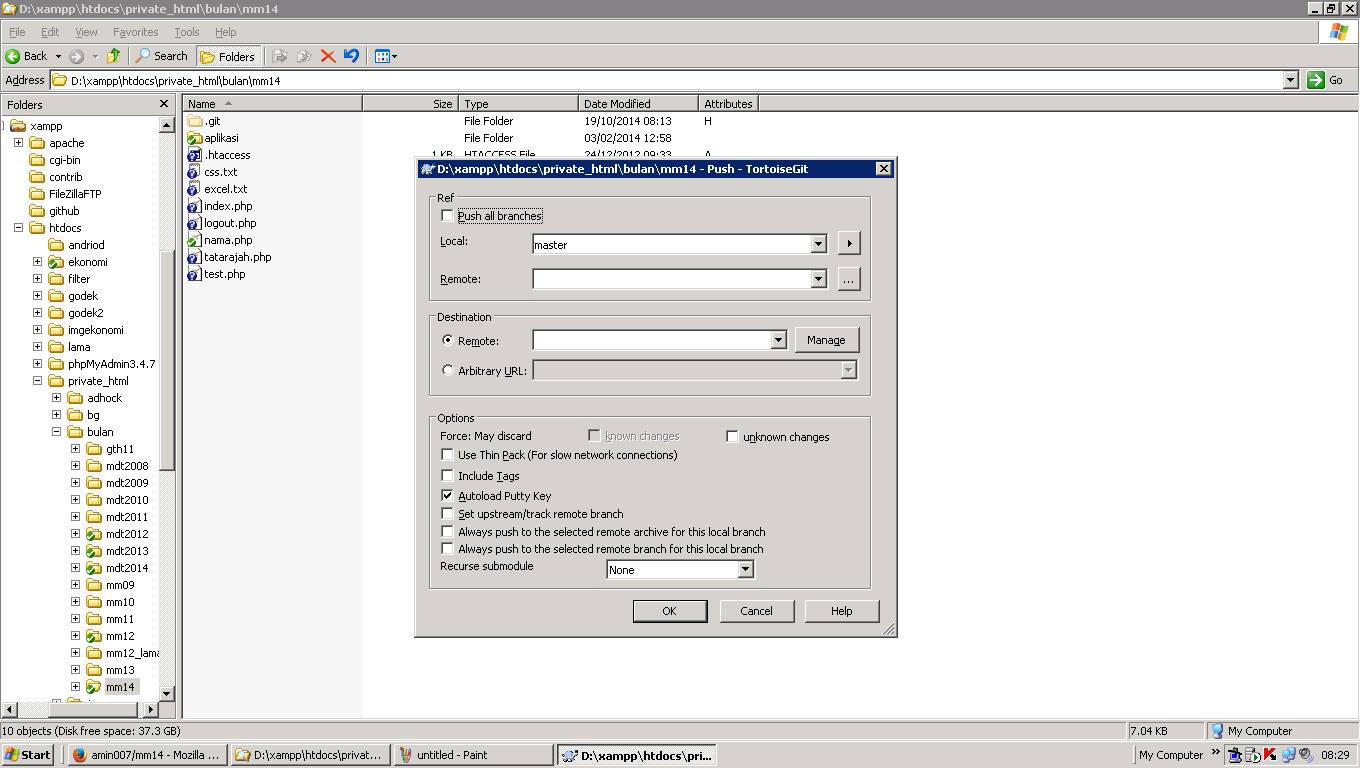 D:\xampp\htdocs\private_html\bulan\mm14
File Edit View Favorites Tools Help
Back Search Folders
Address D:\xampp\htdocs\private_html\bulan\mm14 Go
Folders
xampp
apache
cgi-bin
contrib
FileZillaFTP
github
htdocs
andriod
ekonomi
filter
godek
godek2
imgekonomi
lama
phpMyAdmin3.4.7
private_html
adhock
bg
bulan
gth11
mdt2008
mdt2009
mdt2010
mdt2011
mdt2012
mdt2013
mdt2014
mm09
mm10
mm11
mm12
mm12_lama
mm13
mm14
Name Size Type Date Modified Attributes
.git File Folder 19/10/2014 08:13 H
aplikasi File Folder 03/02/2014 12:58
.htaccess 1 KB HTACCESS File 24/12/2012 09:33 A
css.txt
excel.txt
index.php
logout.php
nama.php
tatarajah.php
test.php
D:\xampp\htdocs\private_html\bulan\mm14 - Push - TortoiseGit
Ref
Push all branches
Local: master
Remote: ...
Destination
Remote: Manage
Arbitrary URL:
Options
Force: May discard known changes unknown changes
Use Thin Pack (For slow network connections)
Include Tags
Autoload Putty Key
Set upstream/track remote branch
Always push to the selected remote archive for this local branch
Always push to the selected remote branch for this local branch
Recurse submodule None
OK Cancel Help
10 objects (Disk free space: 37.3 GB) 7.04 KB My Computer
Start amin007/mm14 - Mozilla ... D:\xampp\htdocs\privat... untitled - Paint D:\xampp\htdocs\pri... My Computer » 08:29